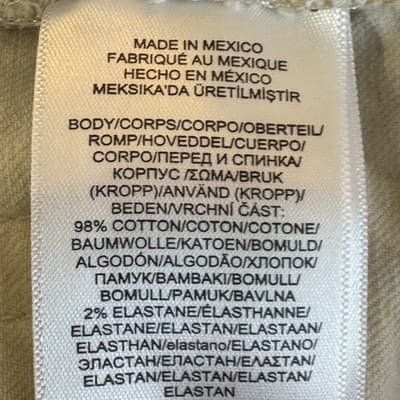 MADE IN MEXICO
FABRIQUÉ AU MEXIQUE
HECHO EN MÉXICO
MEKSIKA'DA ÜRETİLMİŞTİR
BODY/CORPS/CORPO/OBERTEIL/
ROMP/HOVEDDEL/CUERPO/
CORPO/ПЕРЕД И СПИНКА/
КОРПУС /ΣΩΜΑ/BRUK
(KROPP)/ANVÄND (KROPP)/
BEDEN/VRCHNÍ ČÁST:
98% COTTON/COTON/COTONE/
BAUMWOLLE/KATOEN/BOMULD/
ALGODÓN/ALGODÃO/ХЛОПОК/
ПАМУК/BAMBAKI/BOMULL/
BOMULL/PAMUK/BAVLNA
2% ELASTANE/ÉLASTHANNE/
ELASTANE/ELASTAN/ELASTAAN/
ELASTHAN/elastano/ELASTANO/
ЭЛАСТАН/ЕЛАСТАН/ΕΛΑΣΤΑΝ/
ELASTAN/ELASTAN/ELASTAN/
ELASTAN